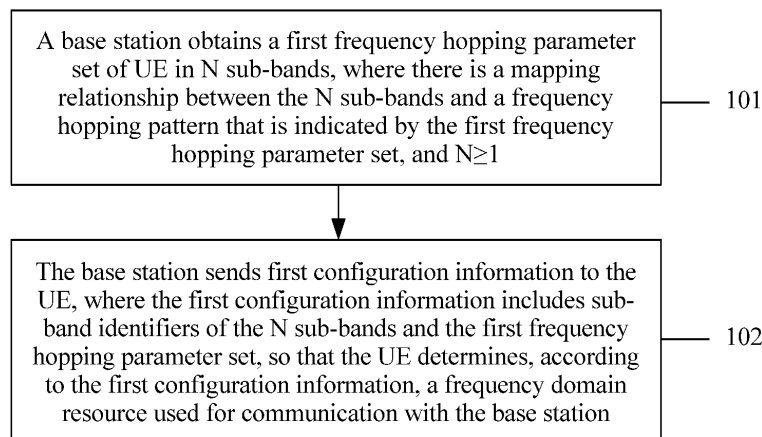 A base station obtains a first frequency hopping parameter
set of UE in N sub-bands, where there is a mapping
relationship between the N sub-bands and a frequency
hopping pattern that is indicated by the first frequency
hopping parameter set, and N≥1
101
The base station sends first configuration information to the
UE, where the first configuration information includes sub-
band identifiers of the N sub-bands and the first frequency
hopping parameter set, so that the UE determines, according
to the first configuration information, a frequency domain
resource used for communication with the base station
102